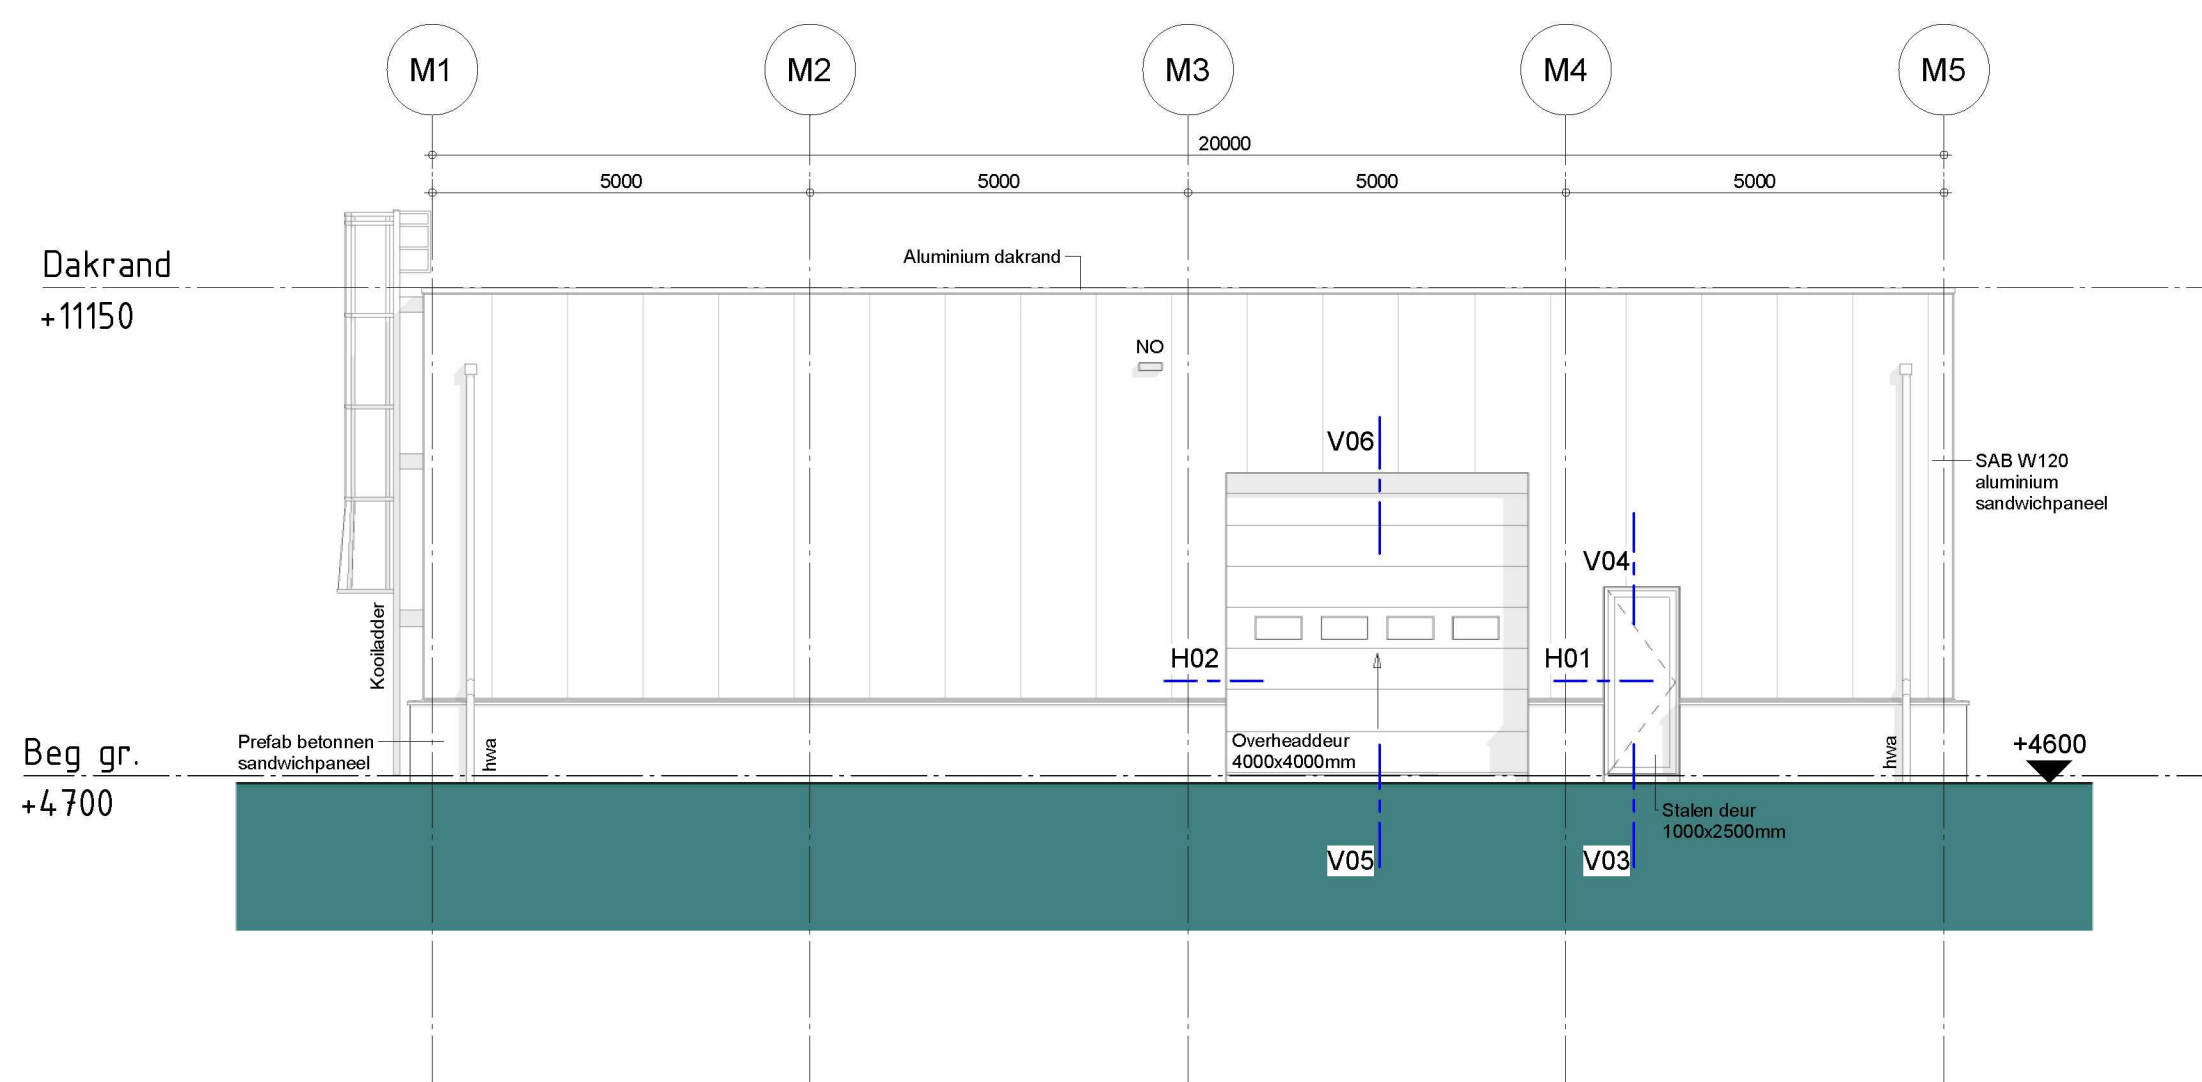 M1 M2 M3 M4 M5
20000
5000 5000 5000 5000
Aluminium dakrand
Dakrand
+11150
NO
V06
SAB W120
aluminium
sandwichpaneel
V04
Kooiladder
H02 H01
Prefab betonnen
sandwichpaneel
hwa
Overheaddeur
4000x4000mm
hwa
+4600
Beg gr.
+4700
Stalen deur
1000x2500mm
V05 V03